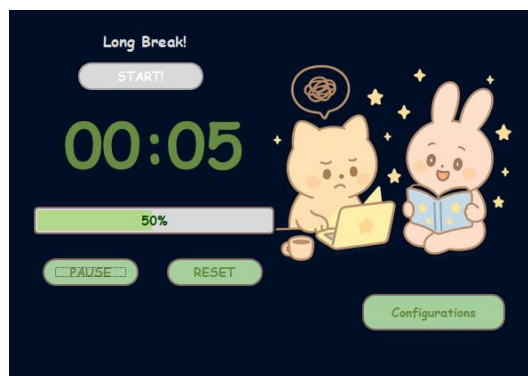 Long Break!
START!
00:05
50%
PAUSE
RESET
Configurations